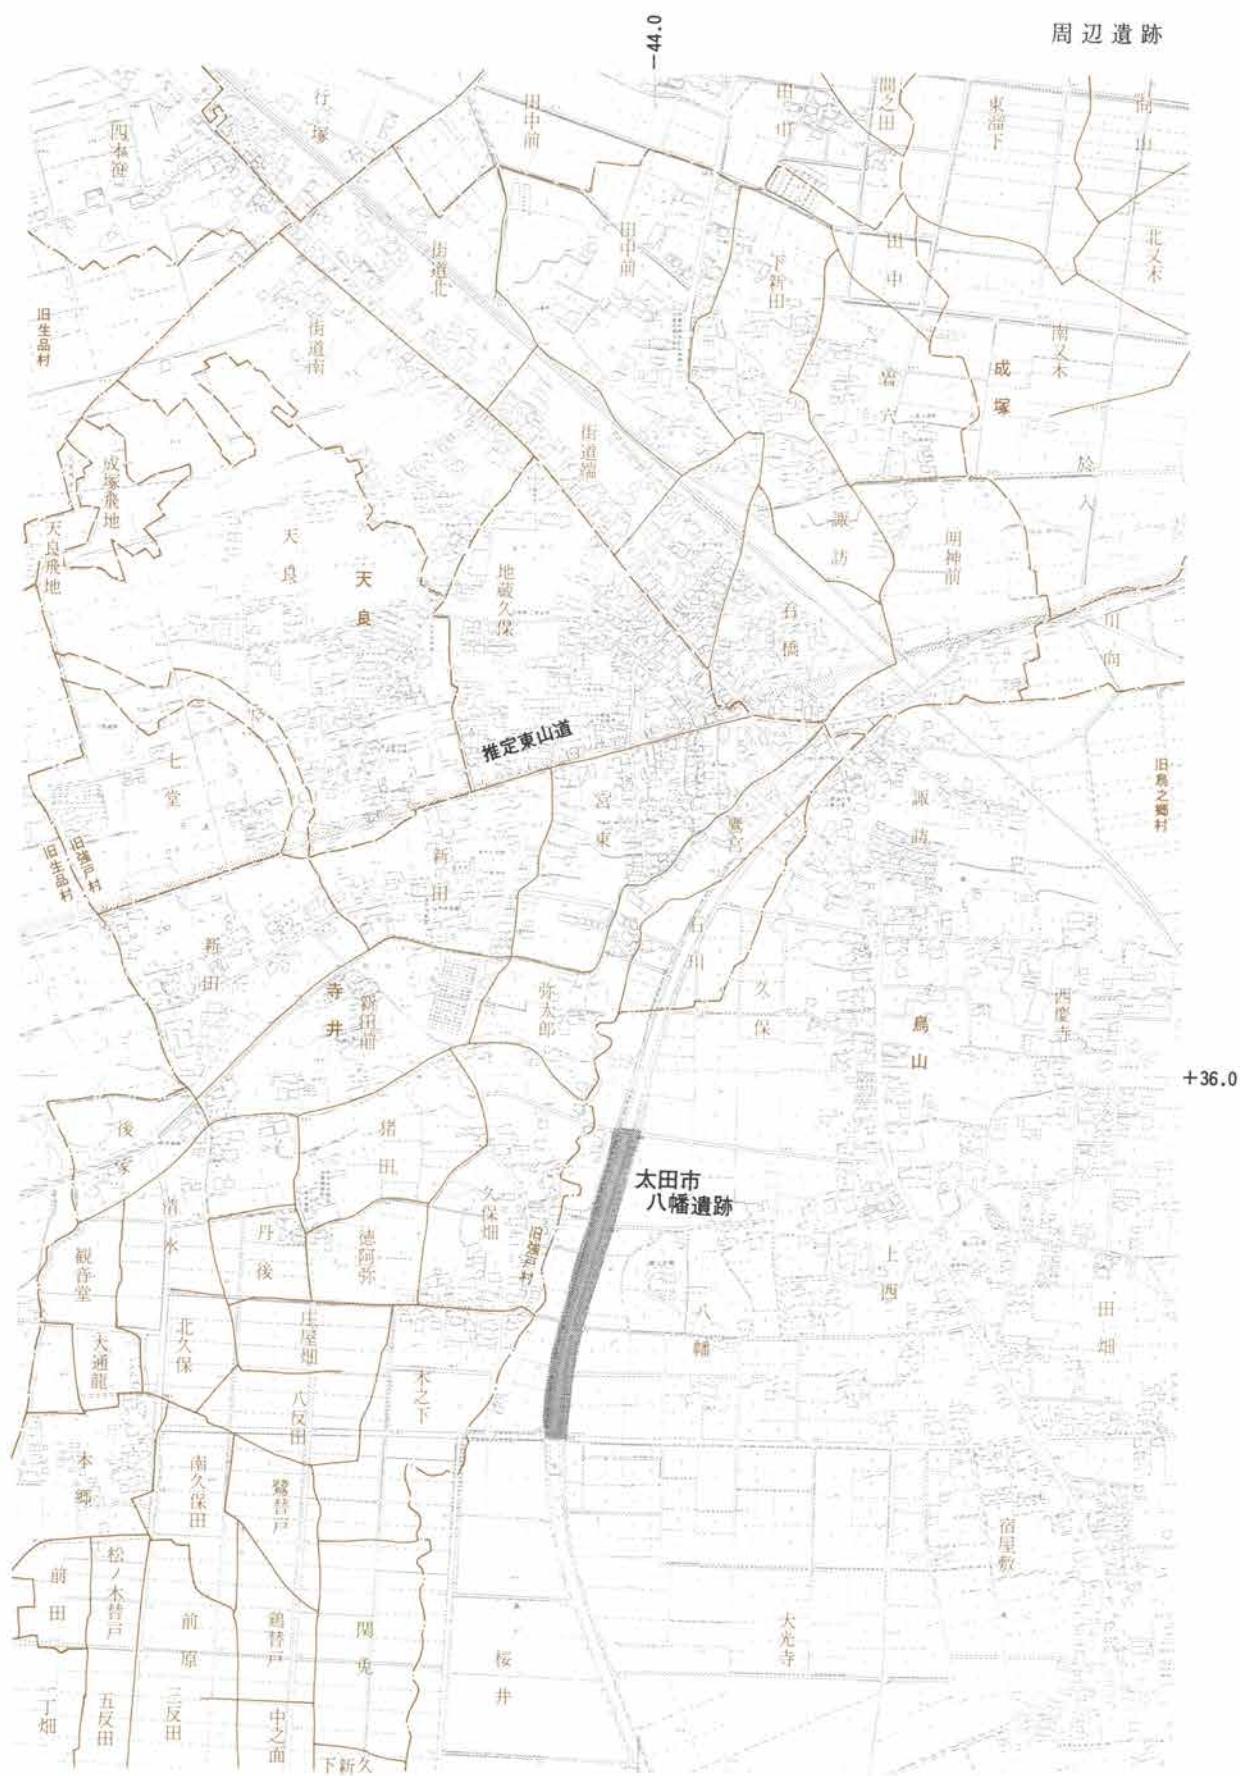 周辺遺跡
-44.0
四本
行塚
田中前
間之田
東溜下
北又木
街道北
田中前
下新田
田中
旧生品村
街道南
南又木
岩穴
成塚
成塚飛地
街道端
於入
天良飛地
天良
天良
地蔵久保
諏訪
明神前
石橋
川向
推定東山道
七堂
宮東
鷹宮
諏訪
旧鳥之郷村
旧強戸村
旧生品村
新田
新田
石川
寺井
新田前
弥太郎
久保
鳥山
西慶寺
+36.0
後家
猪田
太田市
八幡遺跡
清水
久保畑
丹後
徳阿弥
旧強戸村
観音堂
上西
八幡
田畑
北久保
庄屋畑
大通龍
木之下
八反田
本郷
南久保田
鷺替戸
宿屋敷
松ノ木替戸
前田
前原
鶴替戸
関兎
大光寺
桜井
丁畑
五反田
三反田
中之面
下新久